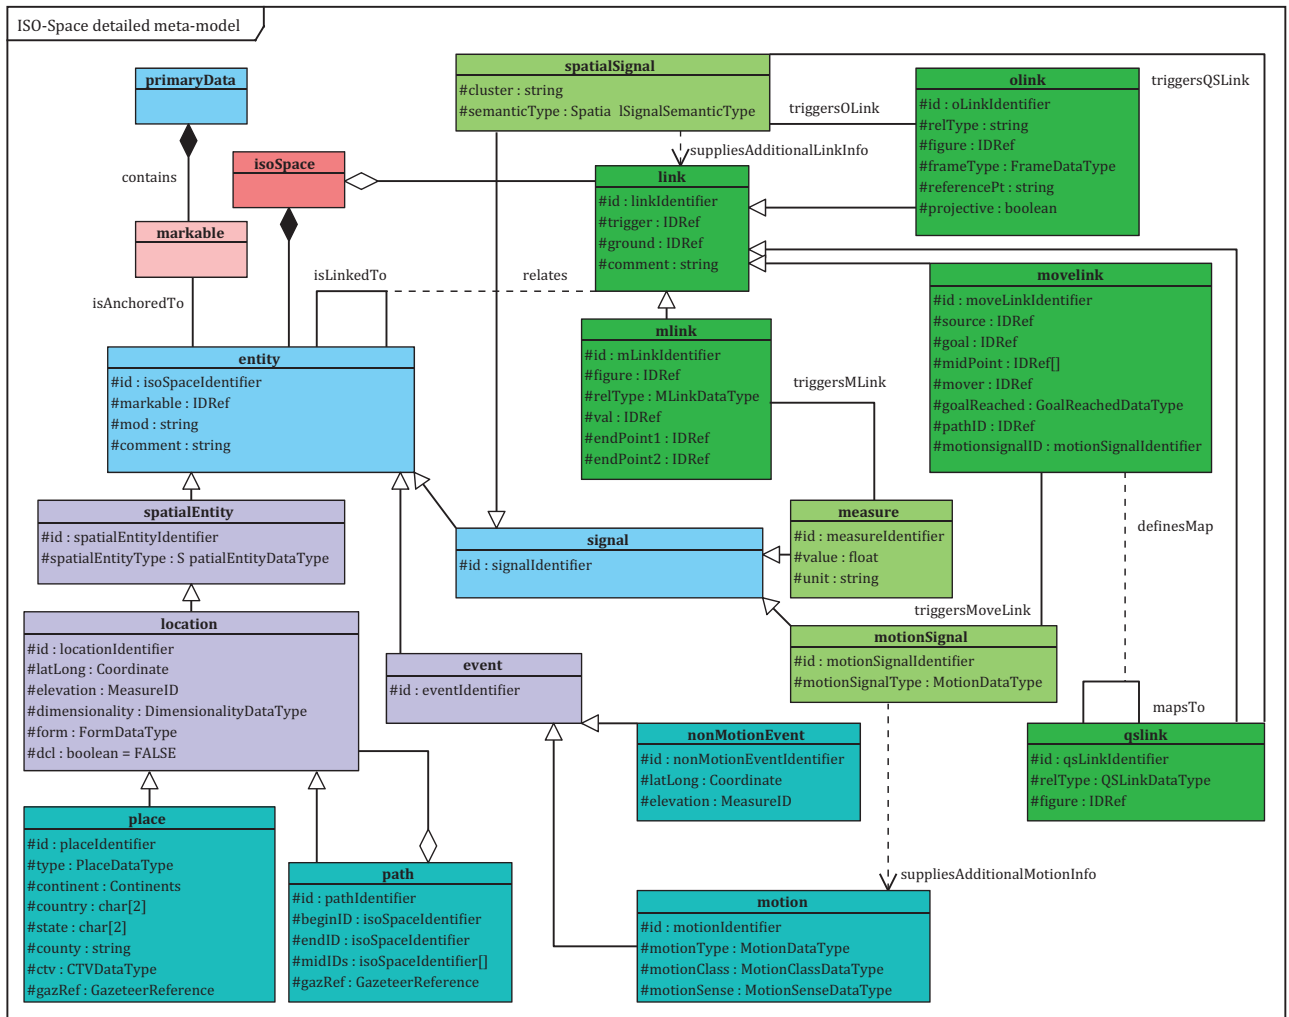 ISO-Space detailed meta-model
primaryData
contains
markable
isAnchoredTo
isoSpace
isLinkedTo
relates
spatialSignal
#cluster : string
#semanticType : Spatia lSignalSemanticType
triggersOLink
triggersQSLink
suppliesAdditionalLinkInfo
olink
#id : oLinkIdentifier
#relType : string
#figure : IDRef
#frameType : FrameDataType
#referencePt : string
#projective : boolean
link
#id : linkIdentifier
#trigger : IDRef
#ground : IDRef
#comment : string
movelink
#id : moveLinkIdentifier
#source : IDRef
#goal : IDRef
#midPoint : IDRef[]
#mover : IDRef
#goalReached : GoalReachedDataType
#pathID : IDRef
#motionsignalID : motionSignalIdentifier
mlink
#id : mLinkIdentifier
#figure : IDRef
#relType : MLinkDataType
#val : IDRef
#endPoint1 : IDRef
#endPoint2 : IDRef
triggersMLink
entity
#id : isoSpaceIdentifier
#markable : IDRef
#mod : string
#comment : string
spatialEntity
#id : spatialEntityIdentifier
#spatialEntityType : S patialEntityDataType
signal
#id : signalIdentifier
measure
#id : measureIdentifier
#value : float
#unit : string
definesMap
triggersMoveLink
location
#id : locationIdentifier
#latLong : Coordinate
#elevation : MeasureID
#dimensionality : DimensionalityDataType
#form : FormDataType
#dcl : boolean = FALSE
event
#id : eventIdentifier
motionSignal
#id : motionSignalIdentifier
#motionSignalType : MotionDataType
mapsTo
nonMotionEvent
#id : nonMotionEventIdentifier
#latLong : Coordinate
#elevation : MeasureID
qslink
#id : qsLinkIdentifier
#relType : QSLinkDataType
#figure : IDRef
place
#id : placeIdentifier
#type : PlaceDataType
#continent : Continents
#country : char[2]
#state : char[2]
#county : string
#ctv : CTVDataType
#gazRef : GazeteerReference
path
#id : pathIdentifier
#beginID : isoSpaceIdentifier
#endID : isoSpaceIdentifier
#midIDs : isoSpaceIdentifier[]
#gazRef : GazeteerReference
suppliesAdditionalMotionInfo
motion
#id : motionIdentifier
#motionType : MotionDataType
#motionClass : MotionClassDataType
#motionSense : MotionSenseDataType